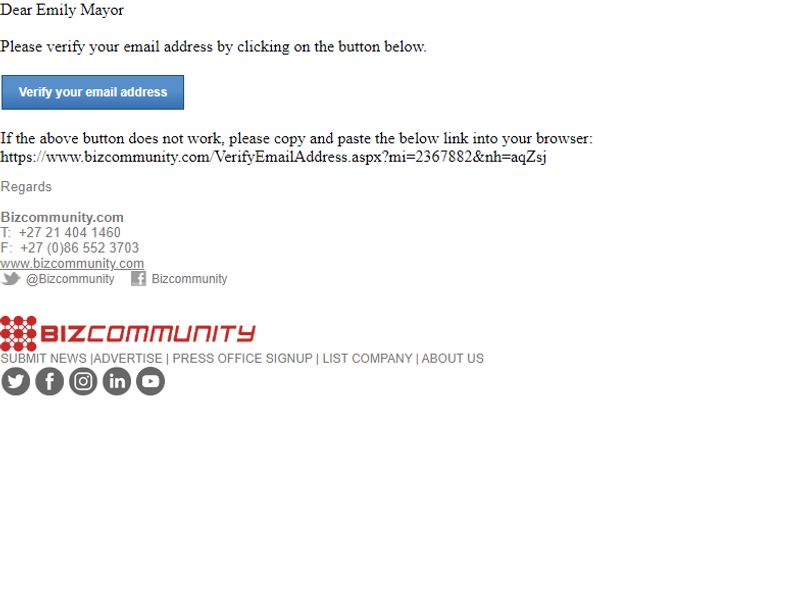 Dear Emily Mayor
Please verify your email address by clicking on the button below.
Verify your email address
If the above button does not work, please copy and paste the below link into your browser:
https://www.bizcommunity.com/VerifyEmailAddress.aspx?mi=2367882&nh=aqZsj
Regards
Bizcommunity.com
T:  +27 21 404 1460
F:  +27 (0)86 552 3703
www.bizcommunity.com
@Bizcommunity Bizcommunity
BIZCOMMUNITY
SUBMIT NEWS |ADVERTISE | PRESS OFFICE SIGNUP | LIST COMPANY | ABOUT US